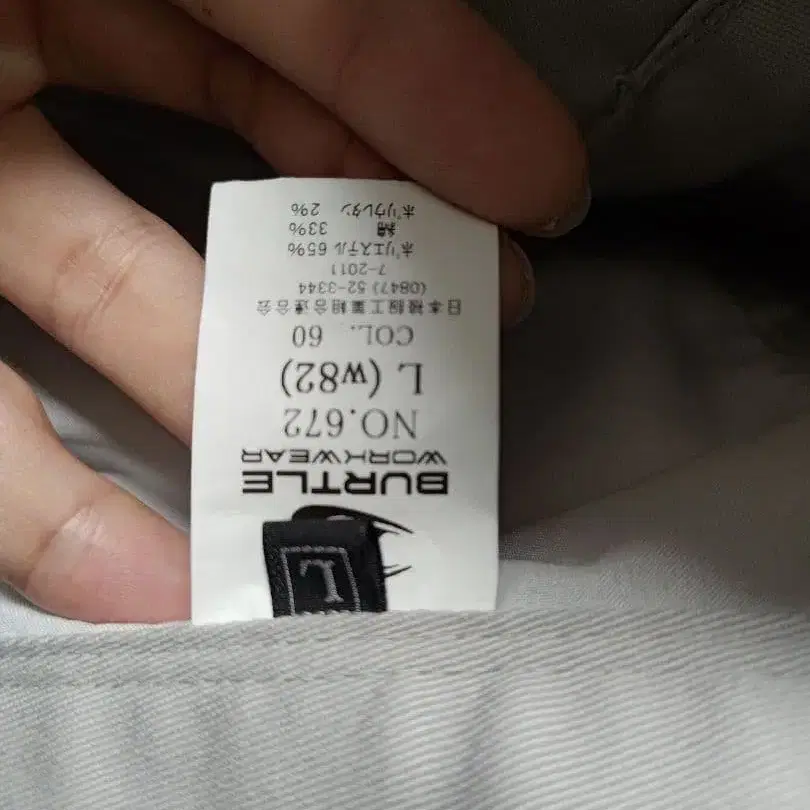 L
BURTLE
WORKWEAR
NO.672
L (w82)
COL. 60
日本被服工業組合連合会
(0847) 52-3344
7-2011
ポリエステル 65%
綿 33%
ポリウレタン 2%